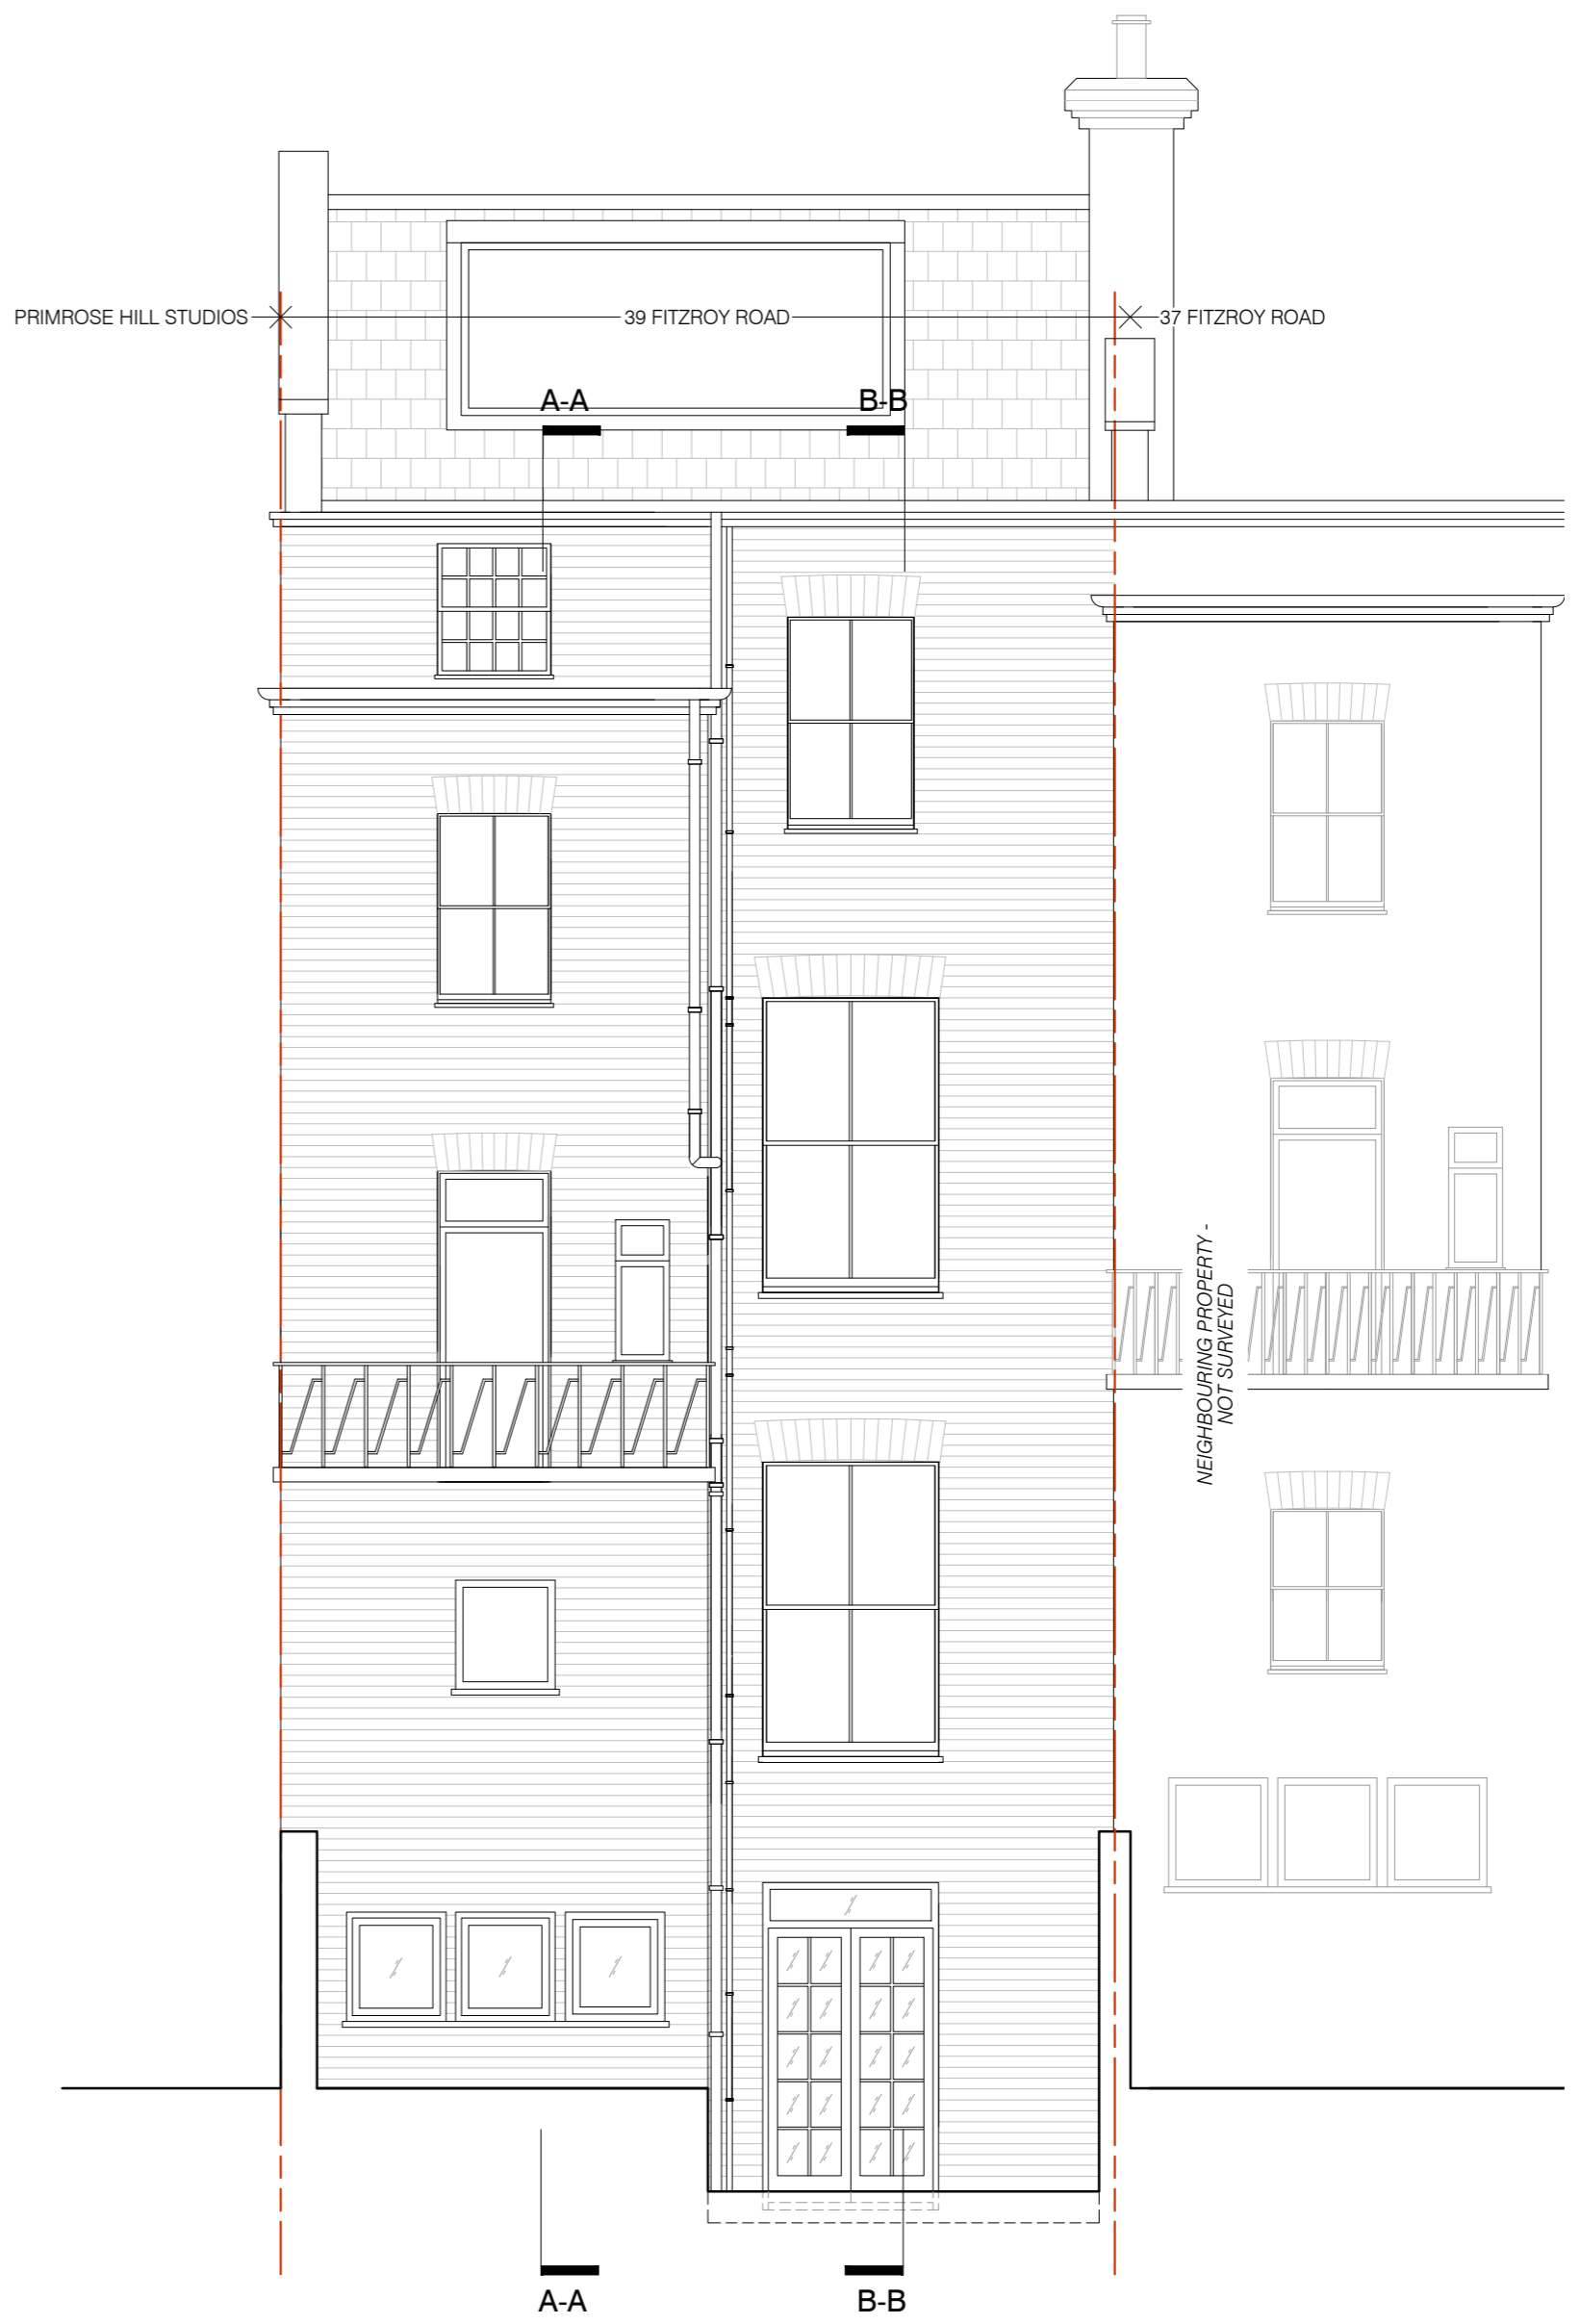 PRIMROSE HILL STUDIOS
39 FITZROY ROAD
37 FITZROY ROAD
A-A
B-B
NEIGHBOURING PROPERTY -
NOT SURVEYED
A-A
B-B